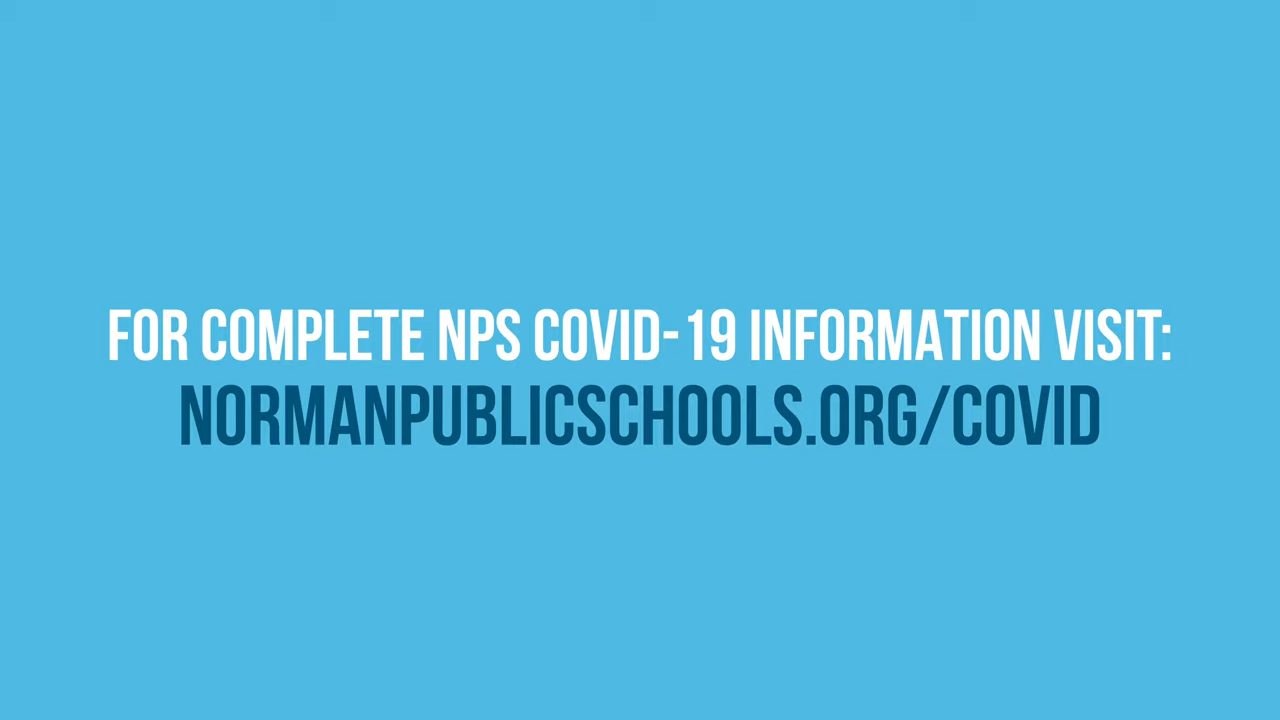 FOR COMPLETE NPS COVID-19 INFORMATION VISIT:
NORMANPUBLICSCHOOLS.ORG/COVID